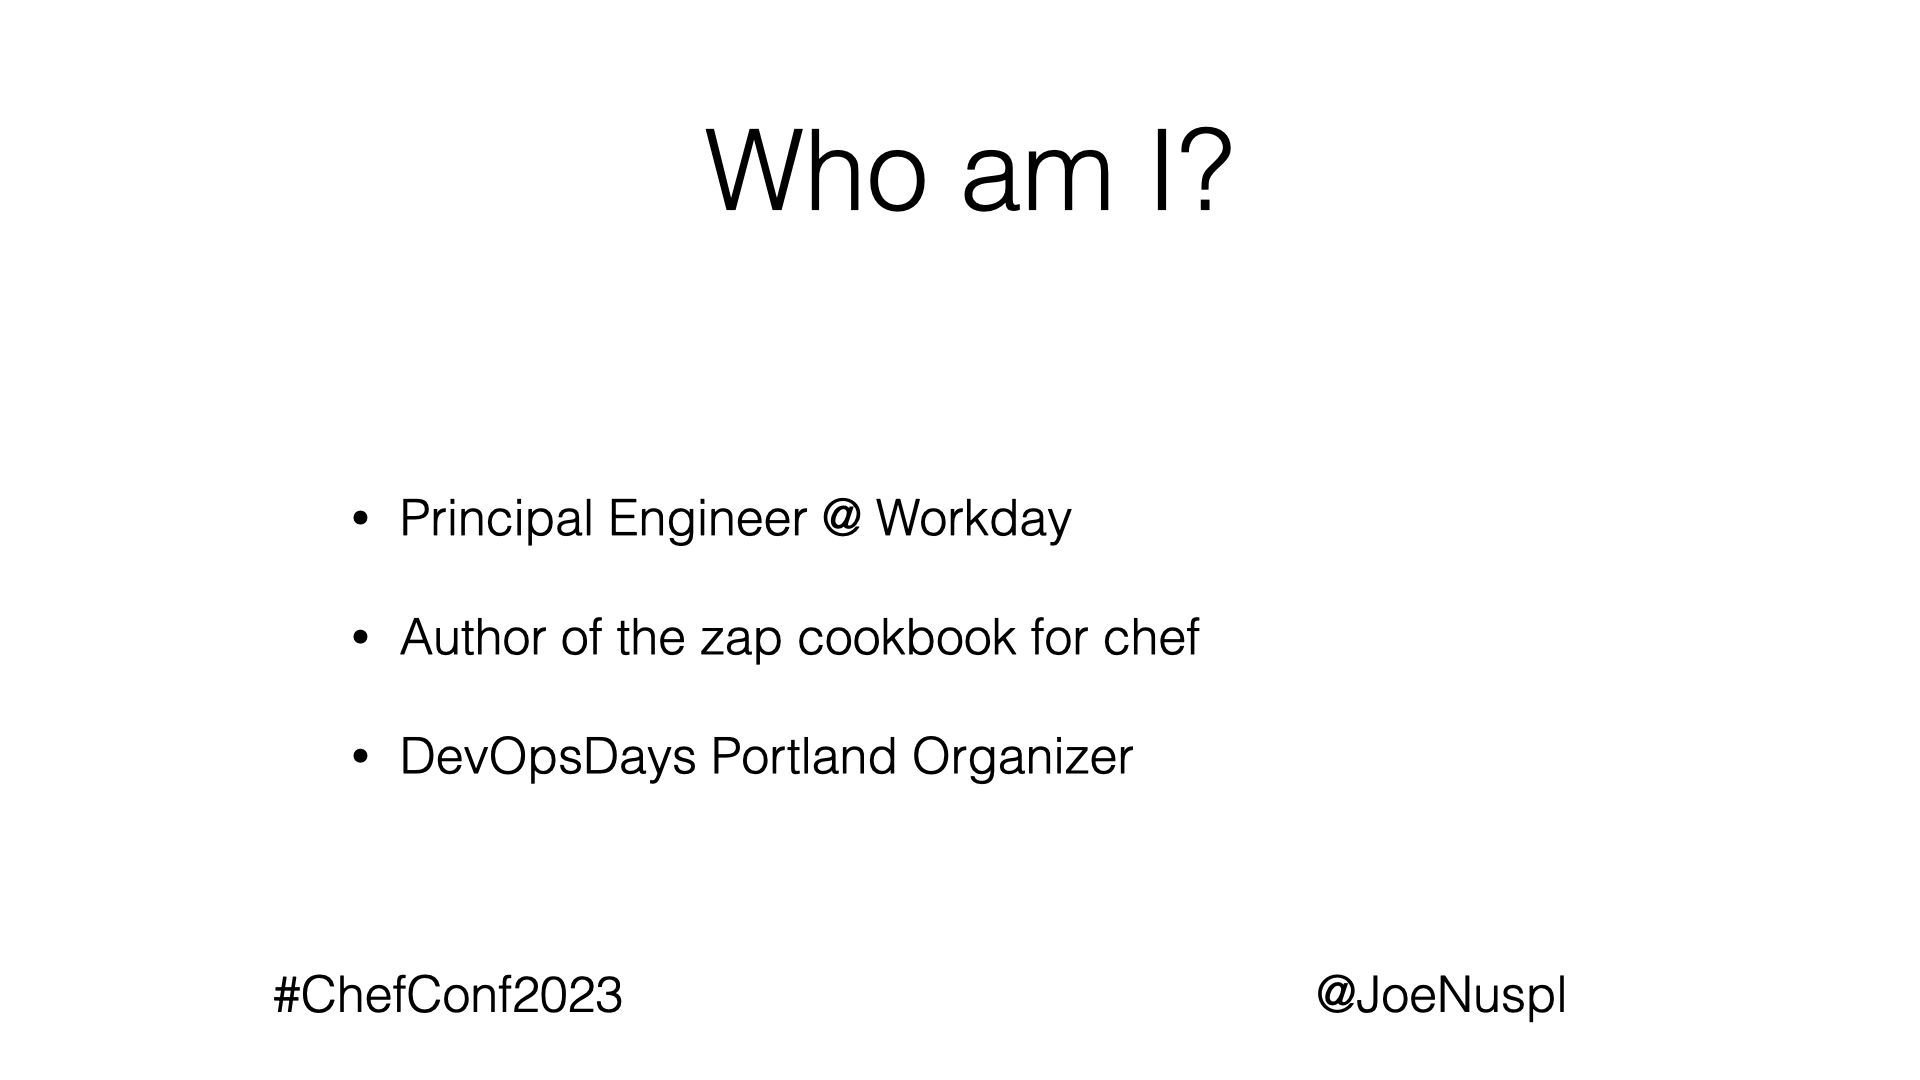 Who am I?
• Principal Engineer @ Workday
• Author of the zap cookbook for chef
• DevOpsDays Portland Organizer
#ChefConf2023
@JoeNuspl